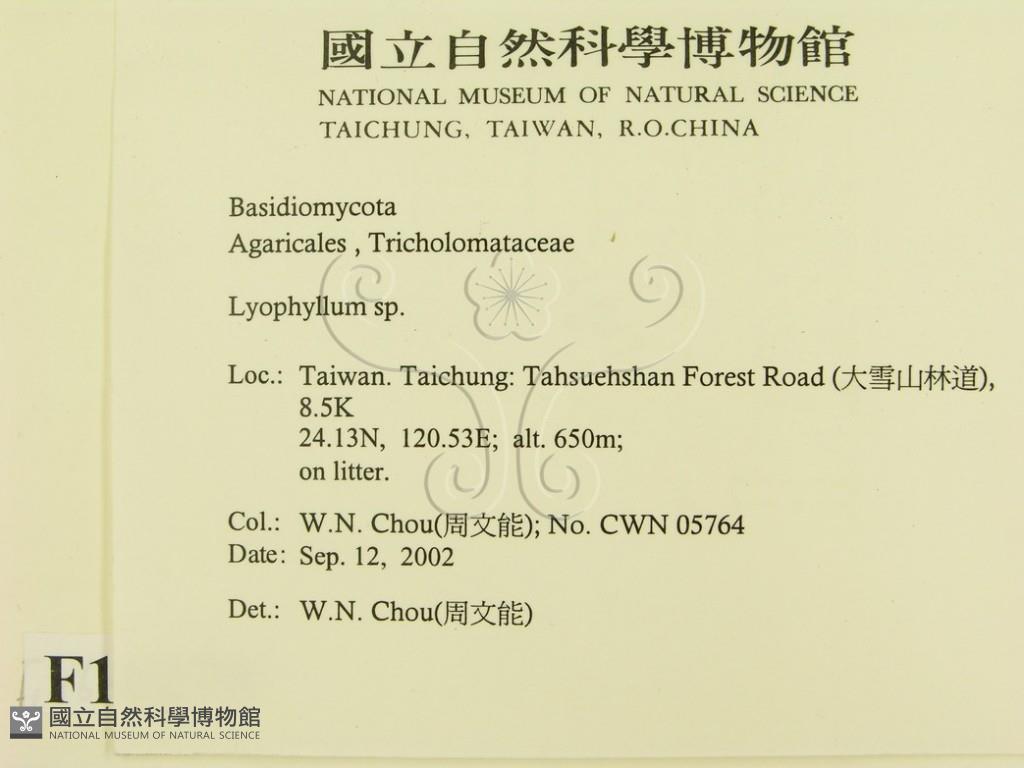 國立自然科學博物館
NATIONAL MUSEUM OF NATURAL SCIENCE
TAICHUNG, TAIWAN, R.O.CHINA
Basidiomycota
Agaricales , Tricholomataceae
Lyophyllum sp.
Loc.: Taiwan. Taichung: Tahsuehshan Forest Road (大雪山林道),
8.5K
24.13N, 120.53E; alt. 650m;
on litter.
Col.: W.N. Chou(周文能); No. CWN 05764
Date: Sep. 12, 2002
Det.: W.N. Chou(周文能)
F1
國立自然科學博物館
NATIONAL MUSEUM OF NATURAL SCIENCE